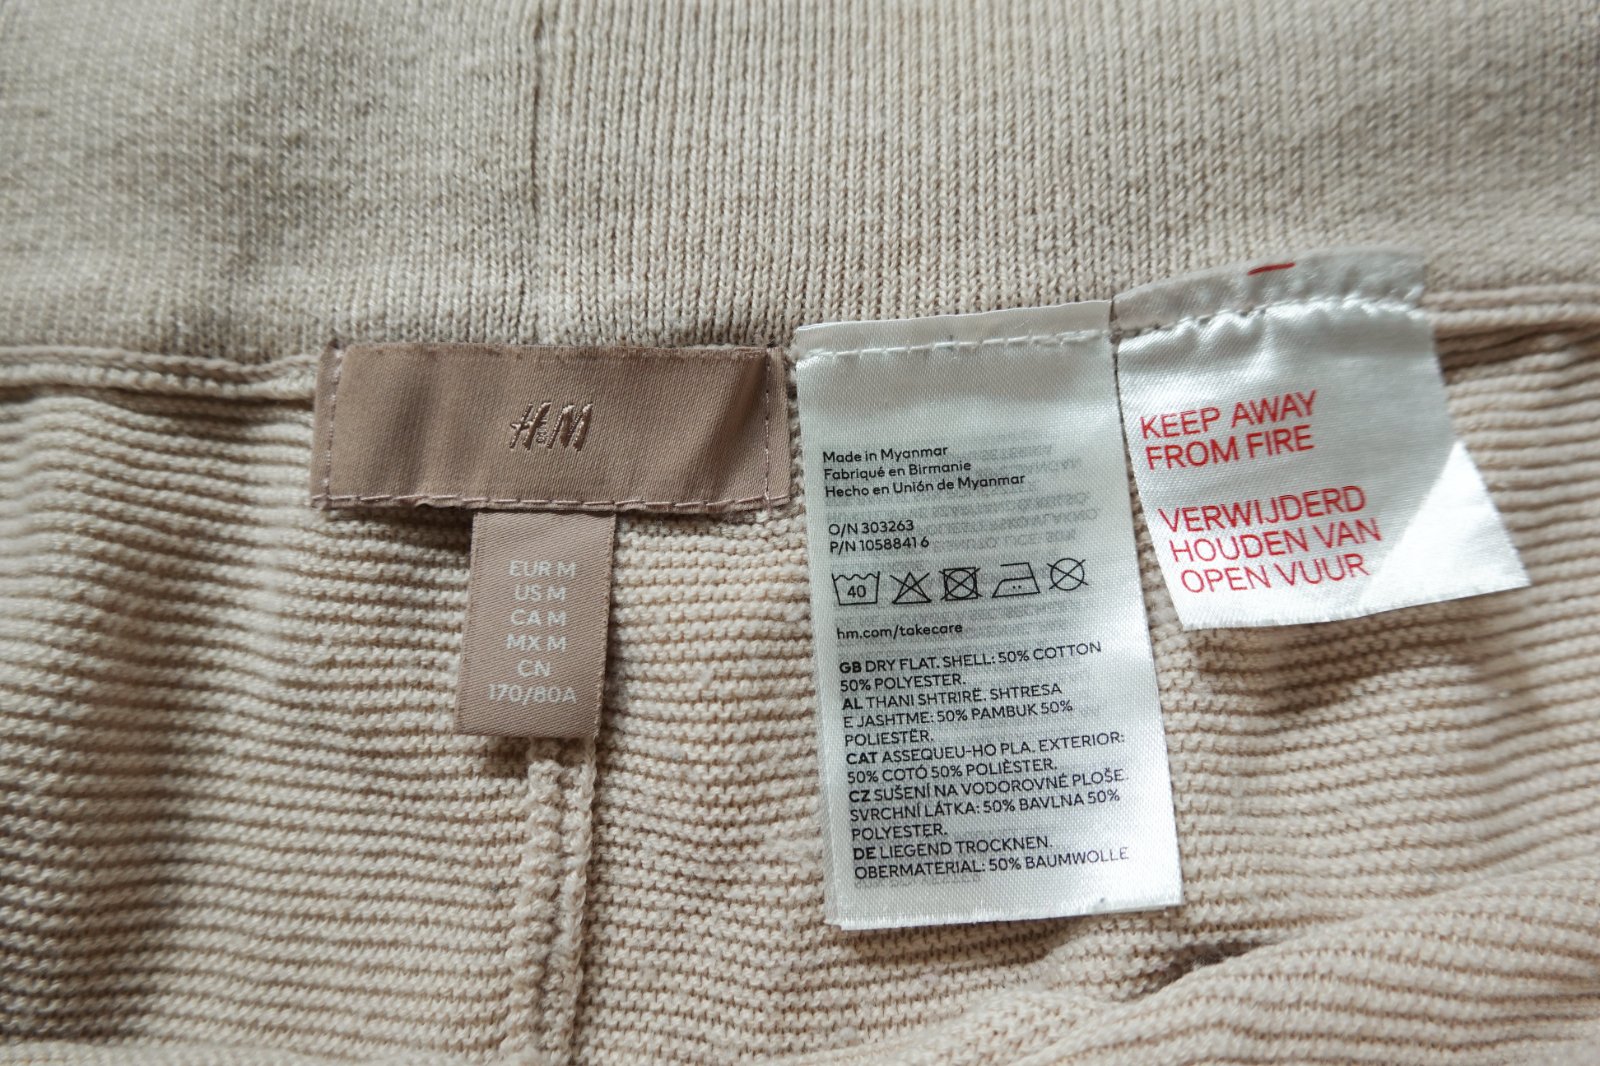 H&M
EUR M
US M
CA M
MX M
CN
170/80A
Made in Myanmar
Fabriqué en Birmanie
Hecho en Unión de Myanmar
O/N 303263
P/N 1058841 6
40
hm.com/takecare
GB DRY FLAT. SHELL: 50% COTTON
50% POLYESTER.
AL THANI SHTRIRË. SHTRESA
E JASHTME: 50% PAMBUK 50%
POLIESTËR.
CAT ASSEQUEU-HO PLA. EXTERIOR:
50% COTÓ 50% POLIÈSTER.
CZ SUŠENÍ NA VODOROVNÉ PLOŠE.
SVRCHNÍ LÁTKA: 50% BAVLNA 50%
POLYESTER.
DE LIEGEND TROCKNEN.
OBERMATERIAL: 50% BAUMWOLLE
KEEP AWAY
FROM FIRE
VERWIJDERD
HOUDEN VAN
OPEN VUUR